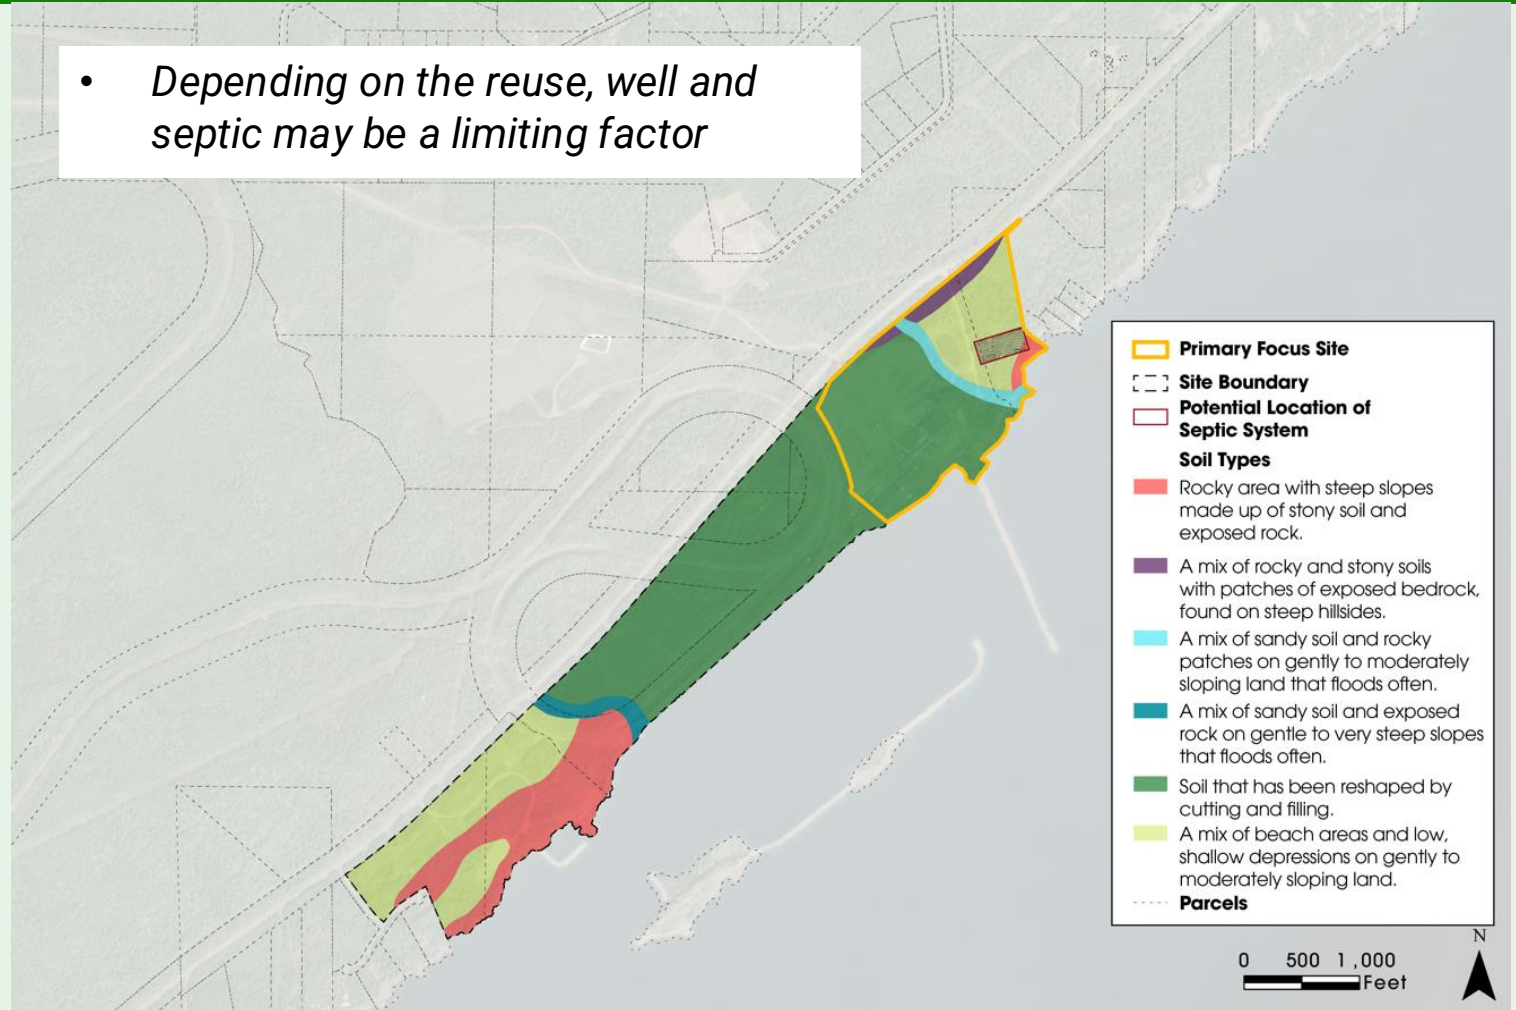 • Depending on the reuse, well and
septic may be a limiting factor
Primary Focus Site
Site Boundary
Potential Location of
Septic System
Soil Types
Rocky area with steep slopes
made up of stony soil and
exposed rock.
A mix of rocky and stony soils
with patches of exposed bedrock,
found on steep hillsides.
A mix of sandy soil and rocky
patches on gently to moderately
sloping land that floods often.
A mix of sandy soil and exposed
rock on gentle to very steep slopes
that floods often.
Soil that has been reshaped by
cutting and filling.
A mix of beach areas and low,
shallow depressions on gently to
moderately sloping land.
Parcels
N
0 500 1,000
Feet